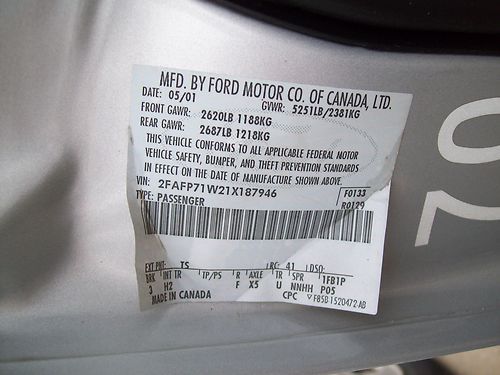 MFD. BY FORD MOTOR CO. OF CANADA, LTD.
DATE: 05/01 GVWR: 5251LB/2381KG
FRONT GAWR: 2620LB 1188KG
REAR GAWR: 2687LB 1218KG
THIS VEHICLE CONFORMS TO ALL APPLICABLE FEDERAL MOTOR
VEHICLE SAFETY, BUMPER, AND THEFT PREVENTION STANDARDS
IN EFFECT ON THE DATE OF MANUFACTURE SHOWN ABOVE.
VIN: 2FAFP71W21X187946 F0133
TYPE: PASSENGER R0129
EXT PNT: TS RC: 41 DSO:
BRK INT TR TP/PS R AXLE TR SPR 1FB1P
3 H2 F X5 U NNHH P05
MADE IN CANADA CPC ▽F85B 1520472 AB